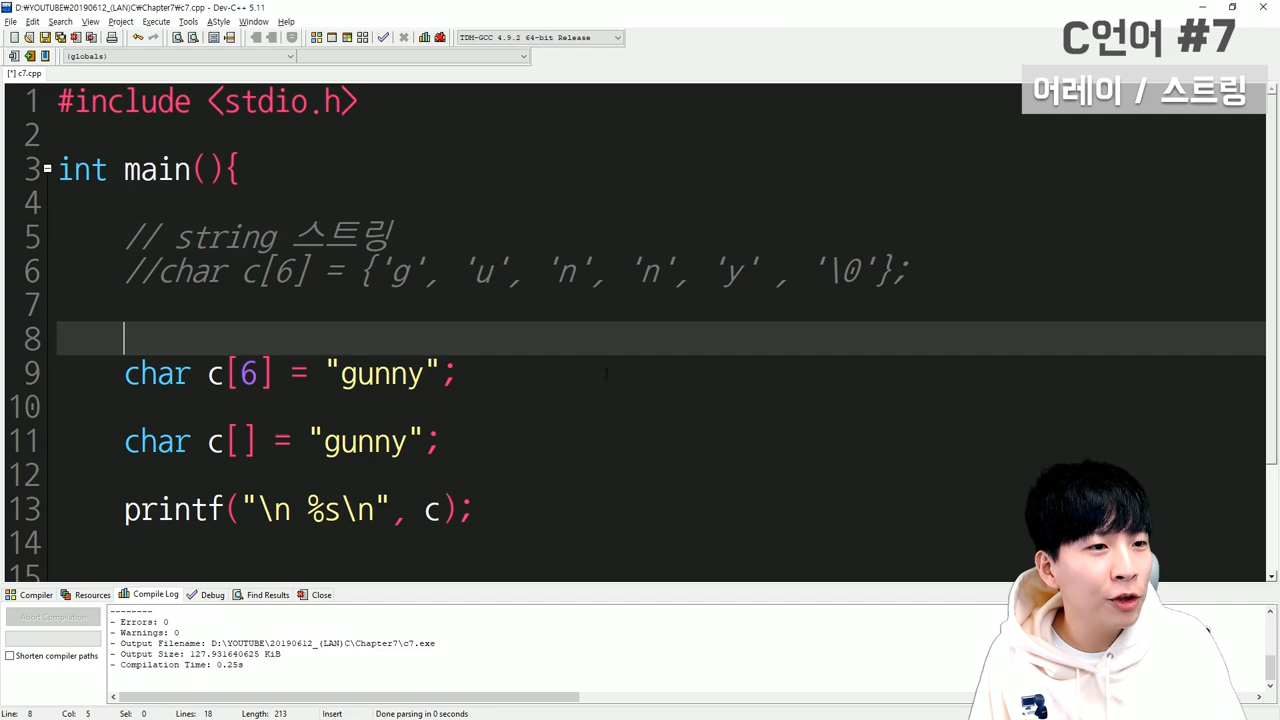 D:\YOUTUBE\20190612_(LAN)C\Chapter7\c7.cpp - Dev-C++ 5.11
File Edit Search View Project Execute Tools AStyle Window Help
TDM-GCC 4.9.2 64-bit Release
(globals)
[*] c7.cpp
C언어 #7
어레이 / 스트링
1 #include <stdio.h>
2
3 int main(){
4
5 // string 스트링
6 //char c[6] = {'g', 'u', 'n', 'n', 'y' , '\0'};
7
8
9 char c[6] = "gunny";
10
11 char c[] = "gunny";
12
13 printf("\n %s\n", c);
14
15
Compiler Resources Compile Log Debug Find Results Close
Abort Compilation
Shorten compiler paths
--------
- Errors: 0
- Warnings: 0
- Output Filename: D:\YOUTUBE\20190612_(LAN)C\Chapter7\c7.exe
- Output Size: 127.931640625 KiB
- Compilation Time: 0.25s
Line: 8 Col: 5 Sel: 0 Lines: 18 Length: 213 Insert Done parsing in 0 seconds